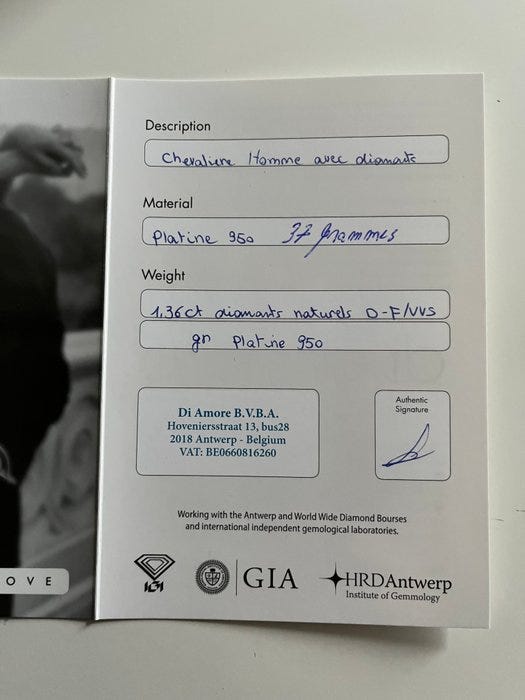 Description
Chevaliere Homme avec diamants
Material
Platine 950 37 grammes
Weight
1,36ct diamants naturels D-F/VVS
gr Platine 950
Di Amore B.V.B.A.
Hoveniersstraat 13, bus28
2018 Antwerp - Belgium
VAT: BE0660816260
Authentic
Signature
Working with the Antwerp and World Wide Diamond Bourses
and international independent gemological laboratories.
IGI
GIA
HRDAntwerp
Institute of Gemmology
OVE